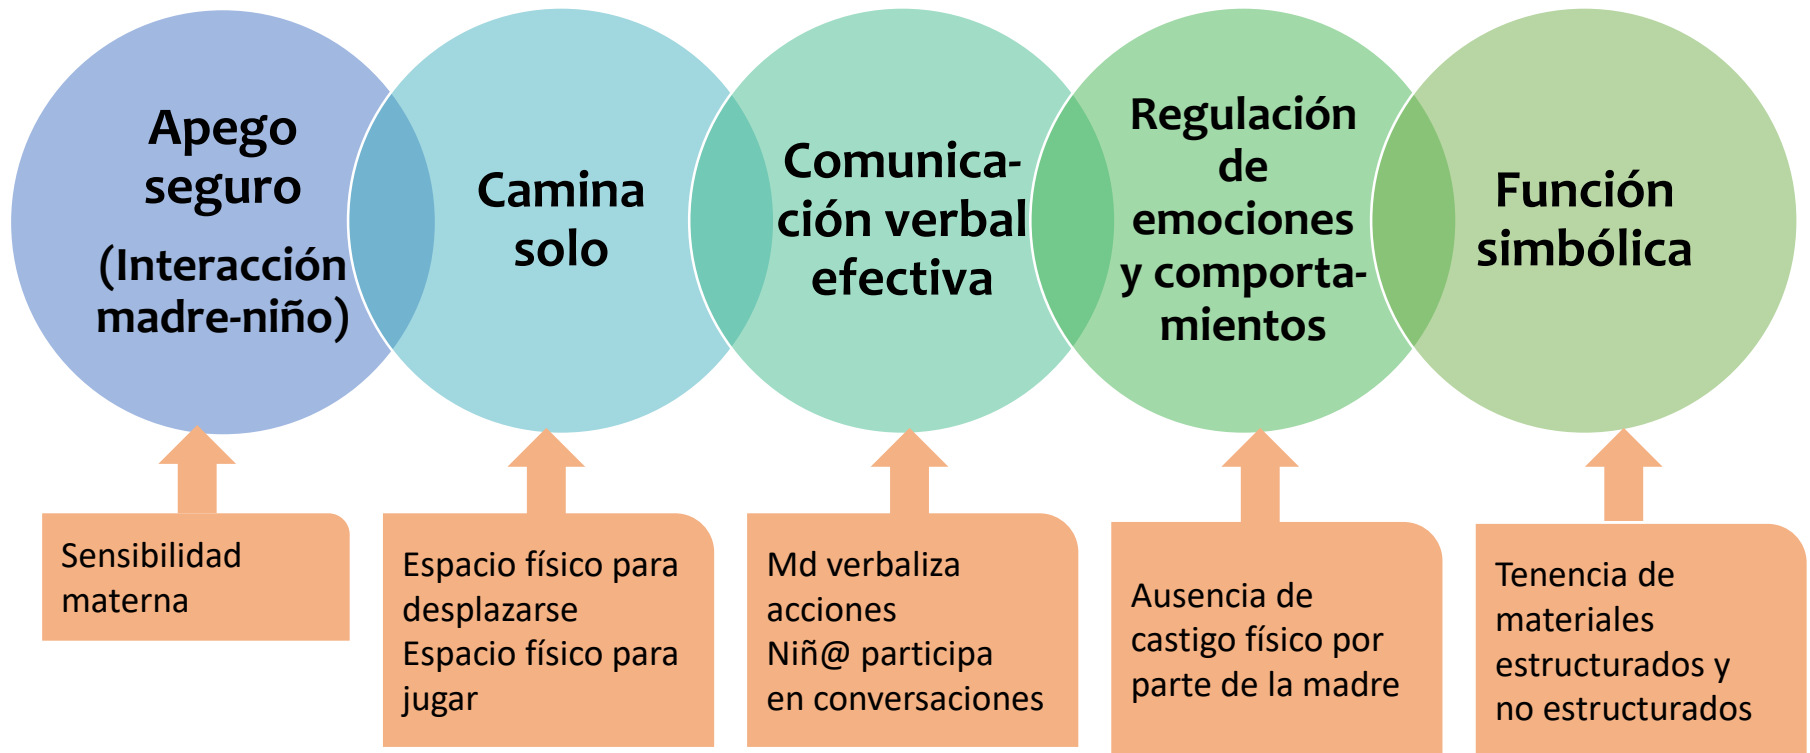 Apego
seguro
(Interacción
madre-niño)
Camina
solo
Comunica-
ción verbal
efectiva
Regulación
de
emociones
y comporta-
mientos
Función
simbólica
Sensibilidad
materna
Espacio físico para
desplazarse
Espacio físico para
jugar
Md verbaliza
acciones
Niñ@ participa
en conversaciones
Ausencia de
castigo físico por
parte de la madre
Tenencia de
materiales
estructurados y
no estructurados